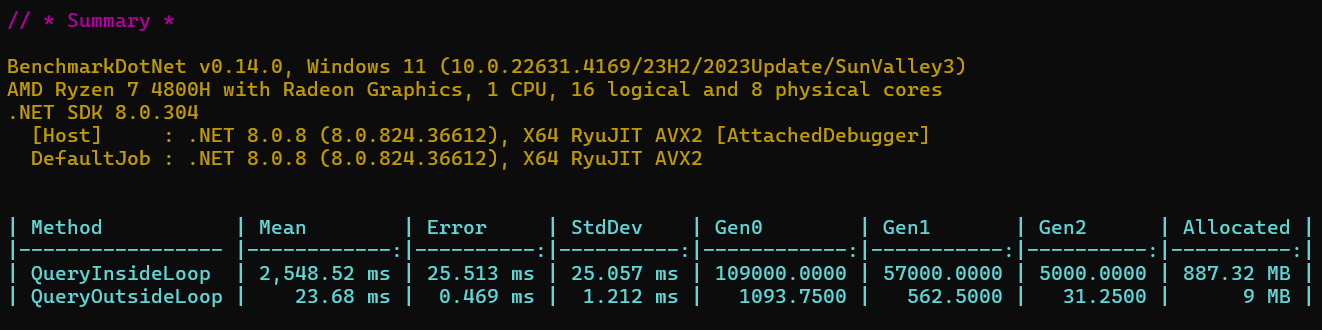 // * Summary *
BenchmarkDotNet v0.14.0, Windows 11 (10.0.22631.4169/23H2/2023Update/SunValley3)
AMD Ryzen 7 4800H with Radeon Graphics, 1 CPU, 16 logical and 8 physical cores
.NET SDK 8.0.304
  [Host]     : .NET 8.0.8 (8.0.824.36612), X64 RyuJIT AVX2 [AttachedDebugger]
  DefaultJob : .NET 8.0.8 (8.0.824.36612), X64 RyuJIT AVX2
| Method           | Mean        | Error     | StdDev    | Gen0        | Gen1       | Gen2      | Allocated |
|----------------- |------------:|----------:|----------:|------------:|-----------:|----------:|----------:|
| QueryInsideLoop  | 2,548.52 ms | 25.513 ms | 25.057 ms | 109000.0000 | 57000.0000 | 5000.0000 | 887.32 MB |
| QueryOutsideLoop |    23.68 ms |  0.469 ms |  1.212 ms |   1093.7500 |   562.5000 |   31.2500 |      9 MB |